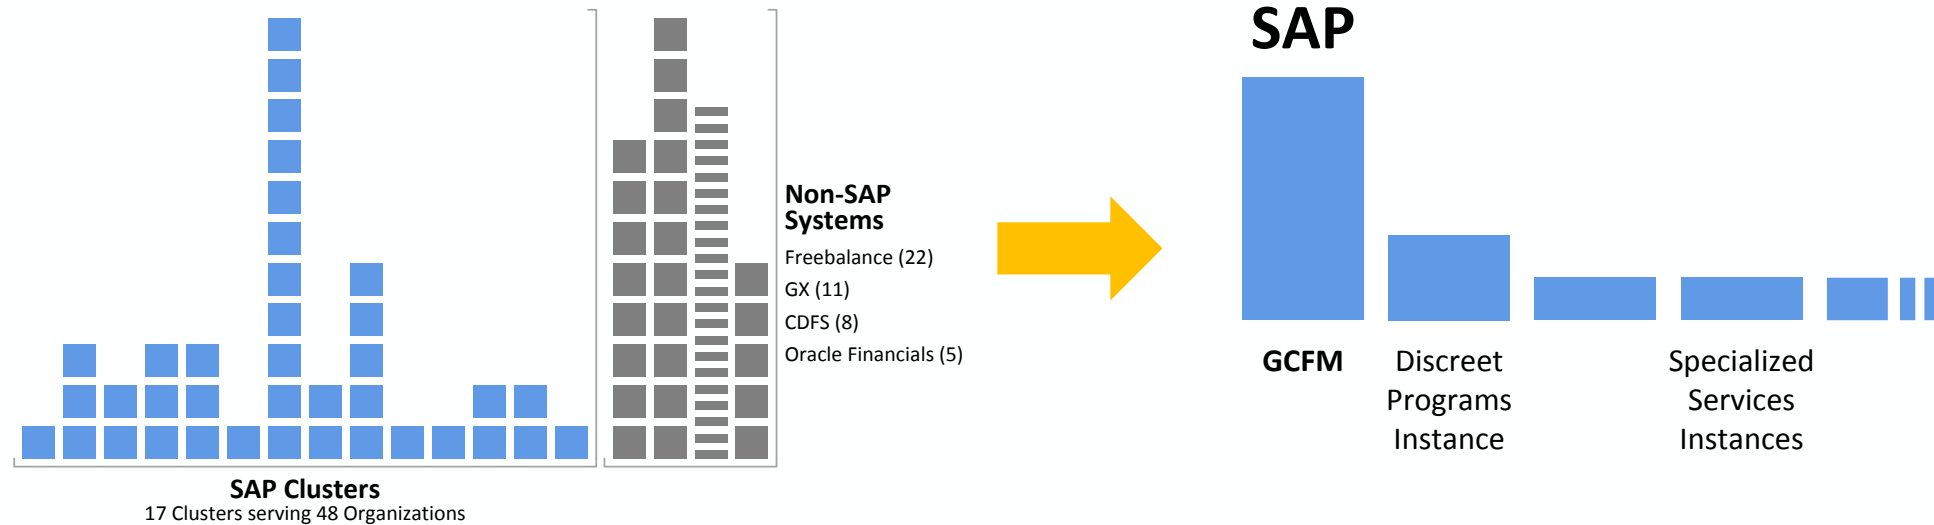 SAP
Non-SAP
Systems
Freebalance (22)
GX (11)
CDFS (8)
Oracle Financials (5)
GCFM
Discreet
Programs
Instance
Specialized
Services
Instances
SAP Clusters
17 Clusters serving 48 Organizations